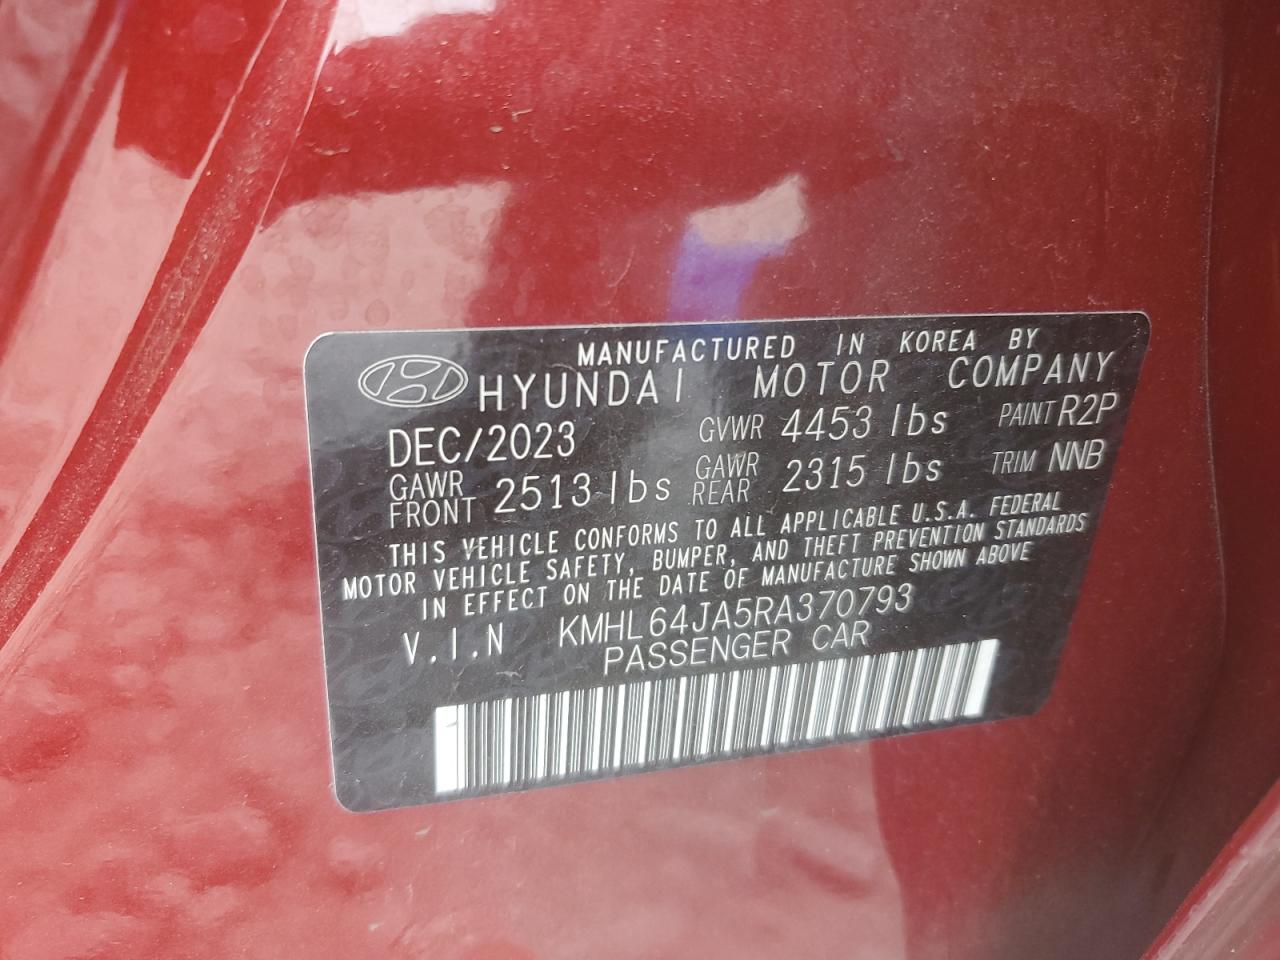 MANUFACTURED IN KOREA BY
HYUNDAI MOTOR COMPANY
DEC/2023 GVWR 4453 lbs PAINT R2P
GAWR FRONT 2513 lbs GAWR REAR 2315 lbs TRIM NNB
THIS VEHICLE CONFORMS TO ALL APPLICABLE U.S.A. FEDERAL
MOTOR VEHICLE SAFETY, BUMPER, AND THEFT PREVENTION STANDARDS
IN EFFECT ON THE DATE OF MANUFACTURE SHOWN ABOVE
V.I.N KMHL64JA5RA370793
PASSENGER CAR